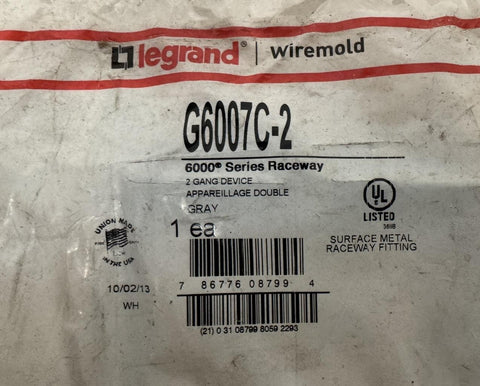 legrand | Wiremold
G6007C-2
6000® Series Raceway
2 GANG DEVICE
APPAREILLAGE DOUBLE
GRAY
1 ea
UL
LISTED
SURFACE METAL
RACEWAY FITTING
UNION MADE
IN THE USA
10/02/13
WH
7 86776 08799 4
(21) 0 31 08799 8059 2293